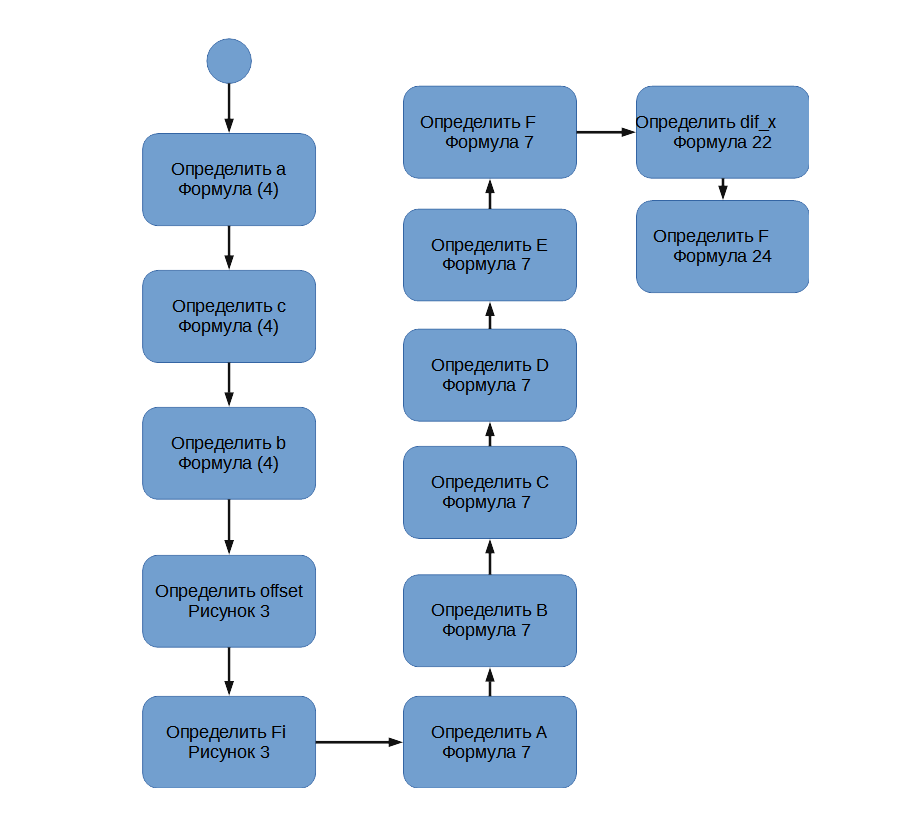 Определить a
Формула (4)
Определить c
Формула (4)
Определить b
Формула (4)
Определить offset
Рисунок 3
Определить Fi
Рисунок 3
Определить A
Формула 7
Определить B
Формула 7
Определить C
Формула 7
Определить D
Формула 7
Определить E
Формула 7
Определить F
Формула 7
Определить dif_x
Формула 22
Определить F
Формула 24